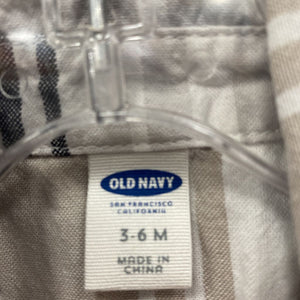 OLD NAVY
SAN FRANCISCO
CALIFORNIA
3-6 M
MADE IN
CHINA